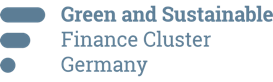 Green and Sustainable
Finance Cluster
Germany